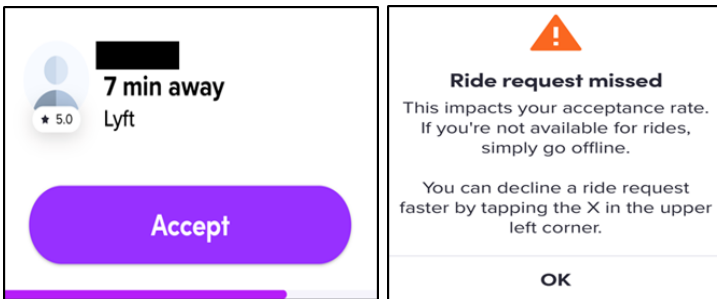 7 min away
★ 5.0
Lyft
Accept
Ride request missed
This impacts your acceptance rate.
If you're not available for rides,
simply go offline.
You can decline a ride request
faster by tapping the X in the upper
left corner.
OK